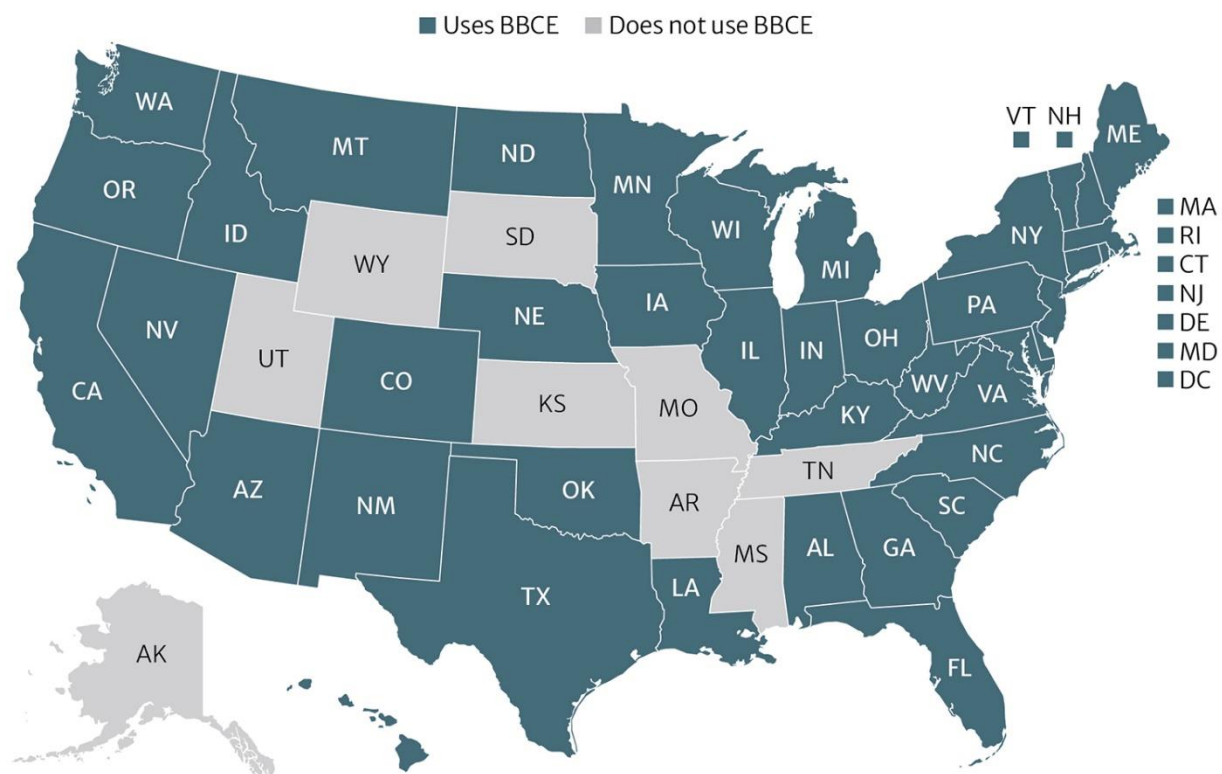 Uses BBCE Does not use BBCE
WA
VT NH
ME
MT
ND
MN
OR
MA
ID
SD
WI
NY
RI
WY
MI
CT
PA
NJ
NV
NE
IA
OH
DE
UT
IL
IN
MD
CO
WV
DC
CA
KS
MO
KY
VA
NC
TN
AZ
NM
OK
AR
SC
MS
AL
GA
TX
LA
AK
FL